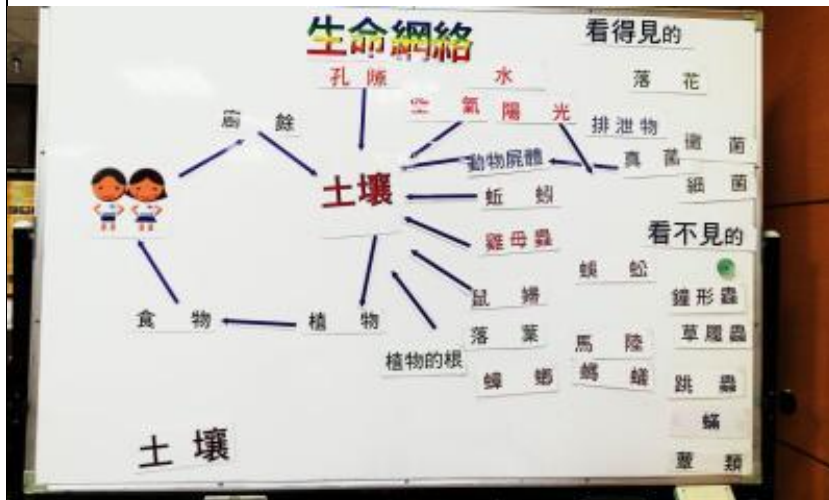 生命網絡
看得見的
孔隙
水
落花
空氣
陽光
廚餘
排泄物
黴菌
動物屍體
真菌
細菌
土壤
蚯蚓
看不見的
雞母蟲
蜈蚣
鼠婦
鐘形蟲
食物
植物
落葉
馬陸
草履蟲
植物的根
蟑螂
螞蟻
跳蟲
蟎
土壤
蕈類